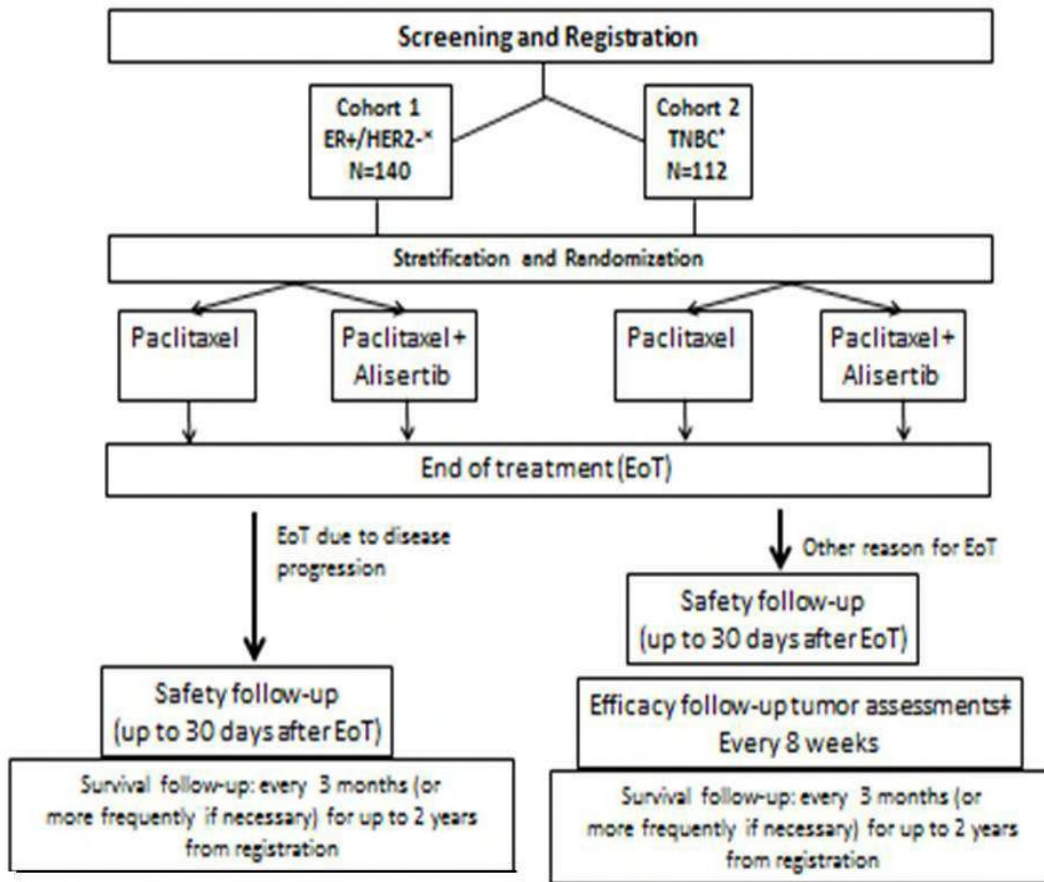 Screening and Registration
Cohort 1
ER+/HER2-*
N=140
Cohort 2
TNBC⁺
N=112
Stratification and Randomization
Paclitaxel
Paclitaxel +
Alisertib
Paclitaxel
Paclitaxel +
Alisertib
End of treatment (EoT)
EoT due to disease
progression
Other reason for EoT
Safety follow-up
(up to 30 days after EoT)
Safety follow-up
(up to 30 days after EoT)
Efficacy follow-up tumor assessments‡
Every 8 weeks
Survival follow-up: every 3 months (or
more frequently if necessary) for up to 2 years
from registration
Survival follow-up: every 3 months (or
more frequently if necessary) for up to 2 years
from registration